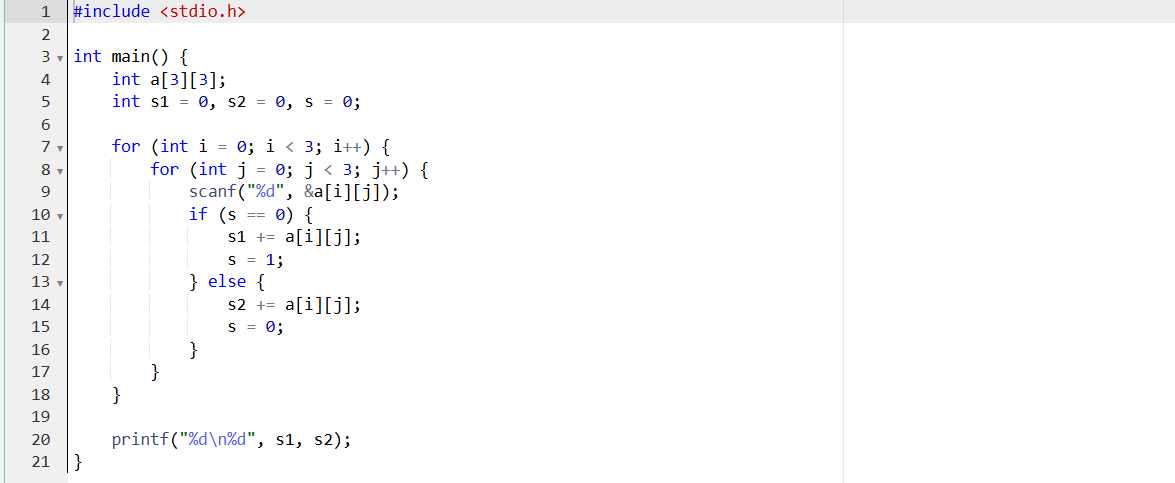 1 #include <stdio.h>
2
3 int main() {
4     int a[3][3];
5     int s1 = 0, s2 = 0, s = 0;
6
7     for (int i = 0; i < 3; i++) {
8         for (int j = 0; j < 3; j++) {
9             scanf("%d", &a[i][j]);
10             if (s == 0) {
11                 s1 += a[i][j];
12                 s = 1;
13             } else {
14                 s2 += a[i][j];
15                 s = 0;
16             }
17         }
18     }
19
20     printf("%d\n%d", s1, s2);
21 }